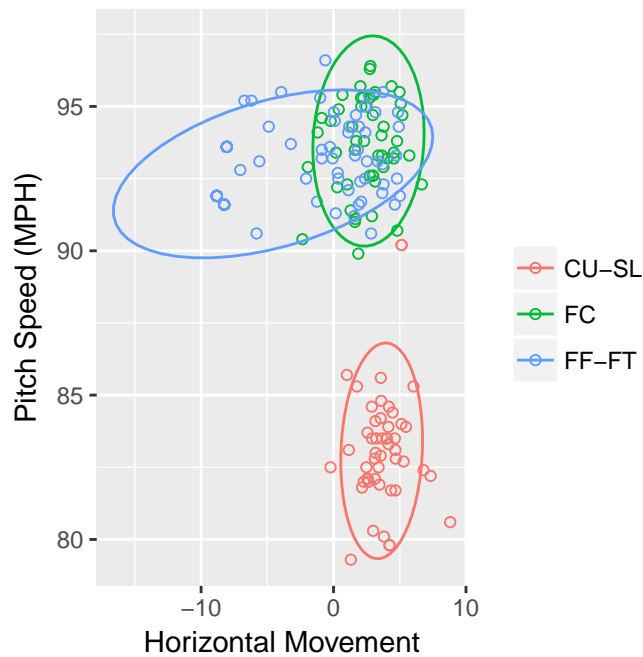 Pitch Speed (MPH)
95
90
85
80
−10
0
10
Horizontal Movement
CU−SL
FC
FF−FT